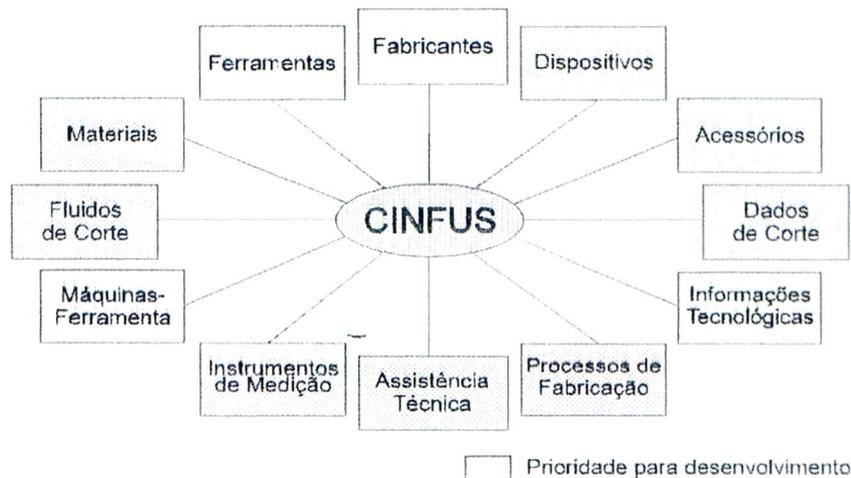 Fabricantes
Ferramentas
Dispositivos
Materiais
Acessórios
Fluidos
de Corte
CINFUS
Dados
de Corte
Máquinas-
Ferramenta
Informações
Tecnológicas
Instrumentos
de Medição
Assistência
Técnica
Processos de
Fabricação
Prioridade para desenvolvimento